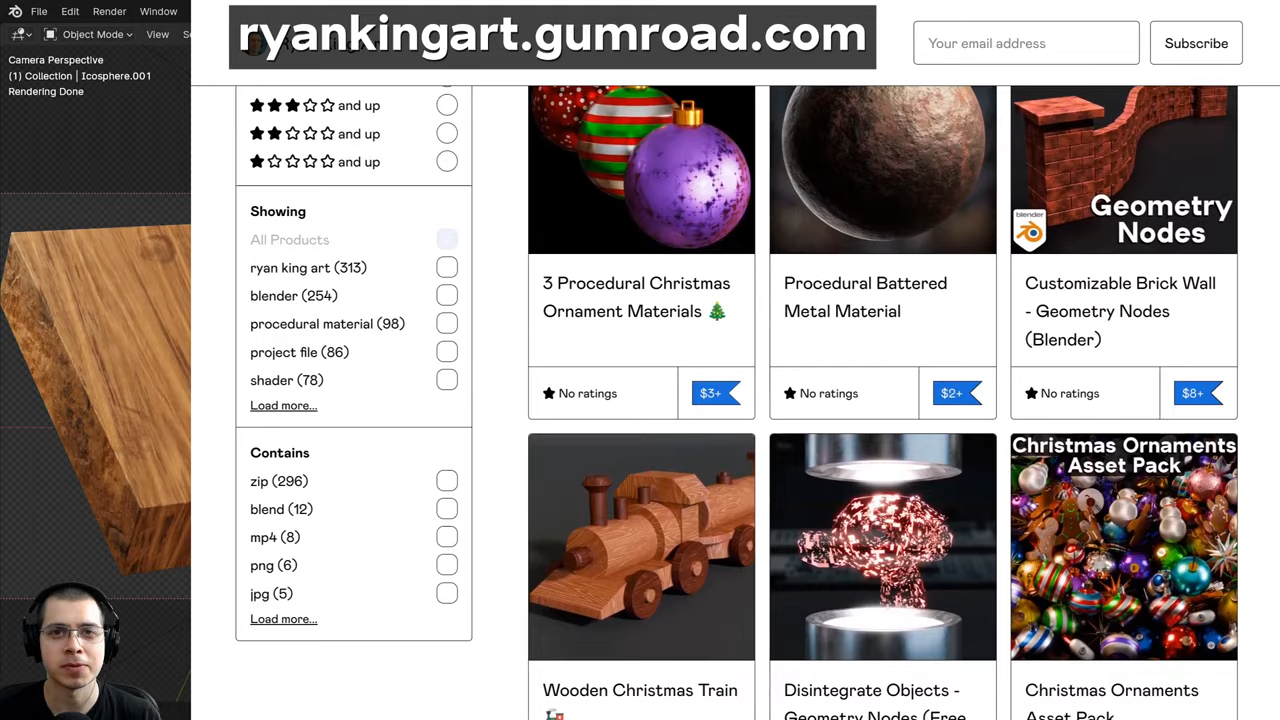 File Edit Render Window
Object Mode View
Camera Perspective
(1) Collection | Icosphere.001
Rendering Done
ryankingart.gumroad.com
Your email address
Subscribe
and up
and up
and up
Showing
All Products
ryan king art (313)
blender (254)
procedural material (98)
project file (86)
shader (78)
Load more...
Contains
zip (296)
blend (12)
mp4 (8)
png (6)
jpg (5)
Load more...
blender
Geometry
Nodes
3 Procedural Christmas
Ornament Materials 🎄
No ratings
$3+
Procedural Battered
Metal Material
No ratings
$2+
Customizable Brick Wall
- Geometry Nodes
(Blender)
No ratings
$8+
Christmas Ornaments
Asset Pack
Wooden Christmas Train
🚂
Disintegrate Objects -
Geometry Nodes (Free
Christmas Ornaments
Asset Pack